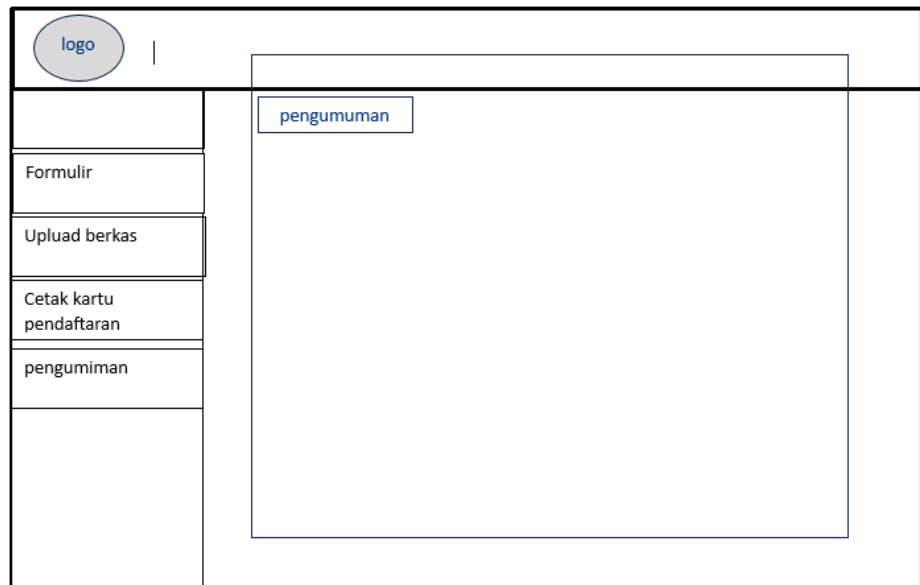 logo
pengumuman
Formulir
Upluad berkas
Cetak kartu
pendaftaran
pengumiman